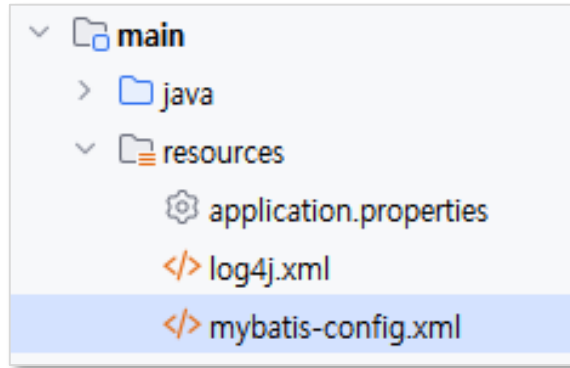 main
java
resources
application.properties
log4j.xml
mybatis-config.xml